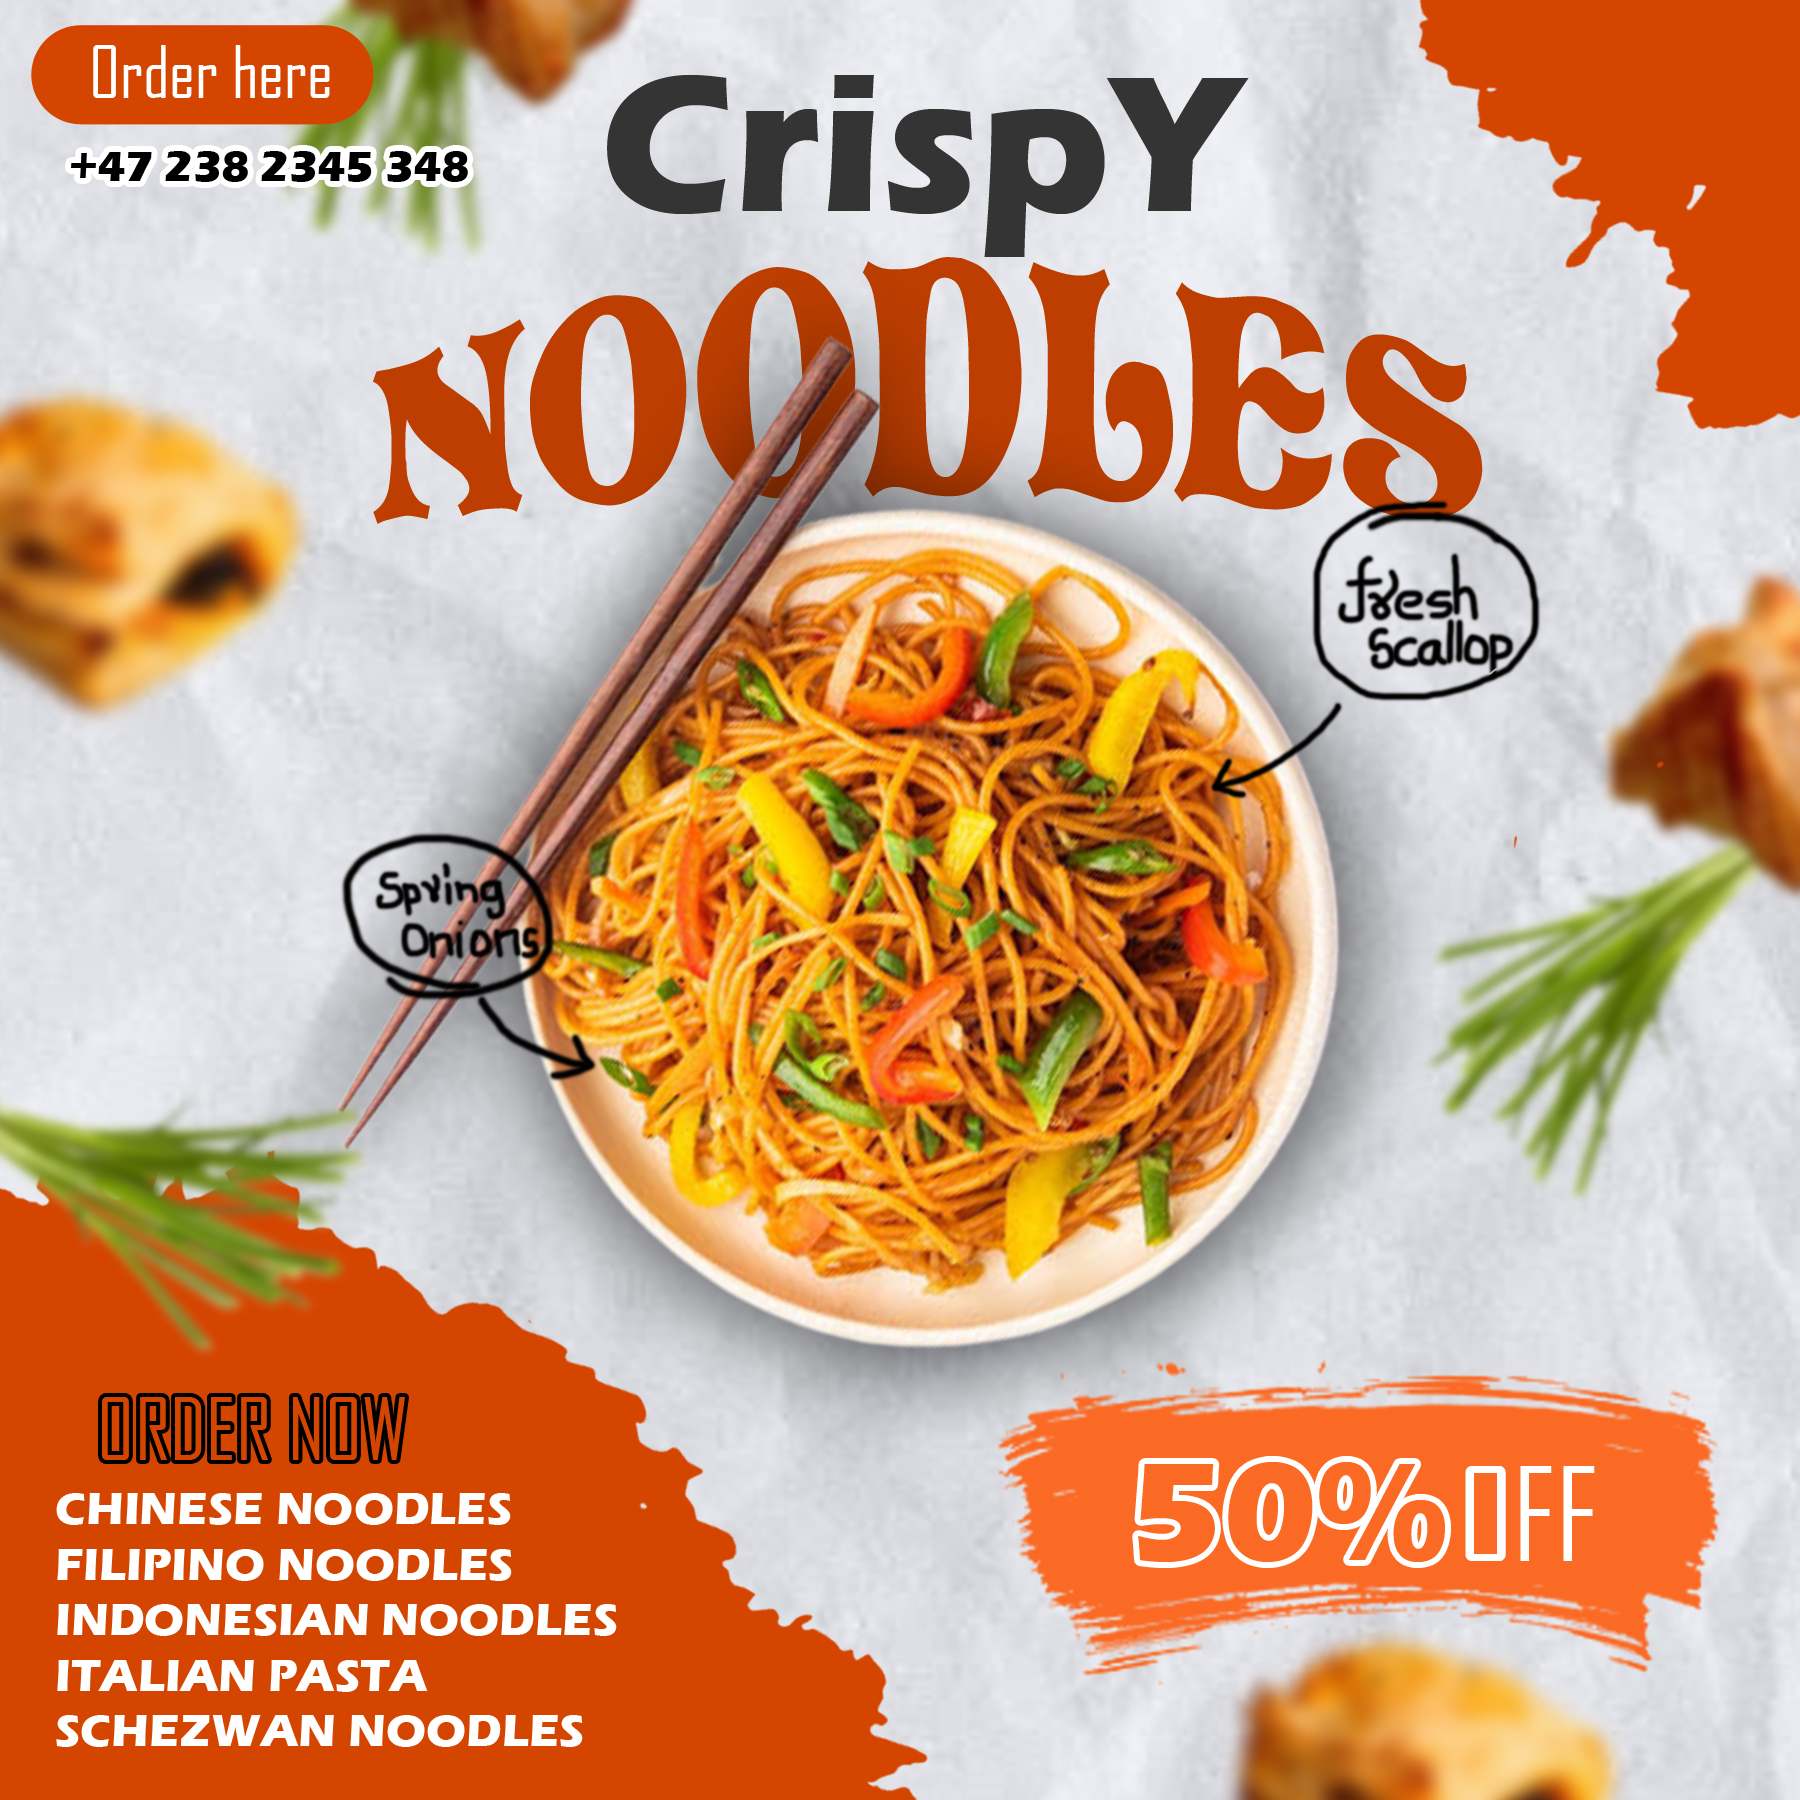 Order here
+47 238 2345 348
CrispY
NOODLES
fresh
Scallop
Spring
Onions
ORDER NOW
CHINESE NOODLES
FILIPINO NOODLES
INDONESIAN NOODLES
ITALIAN PASTA
SCHEZWAN NOODLES
50% OFF